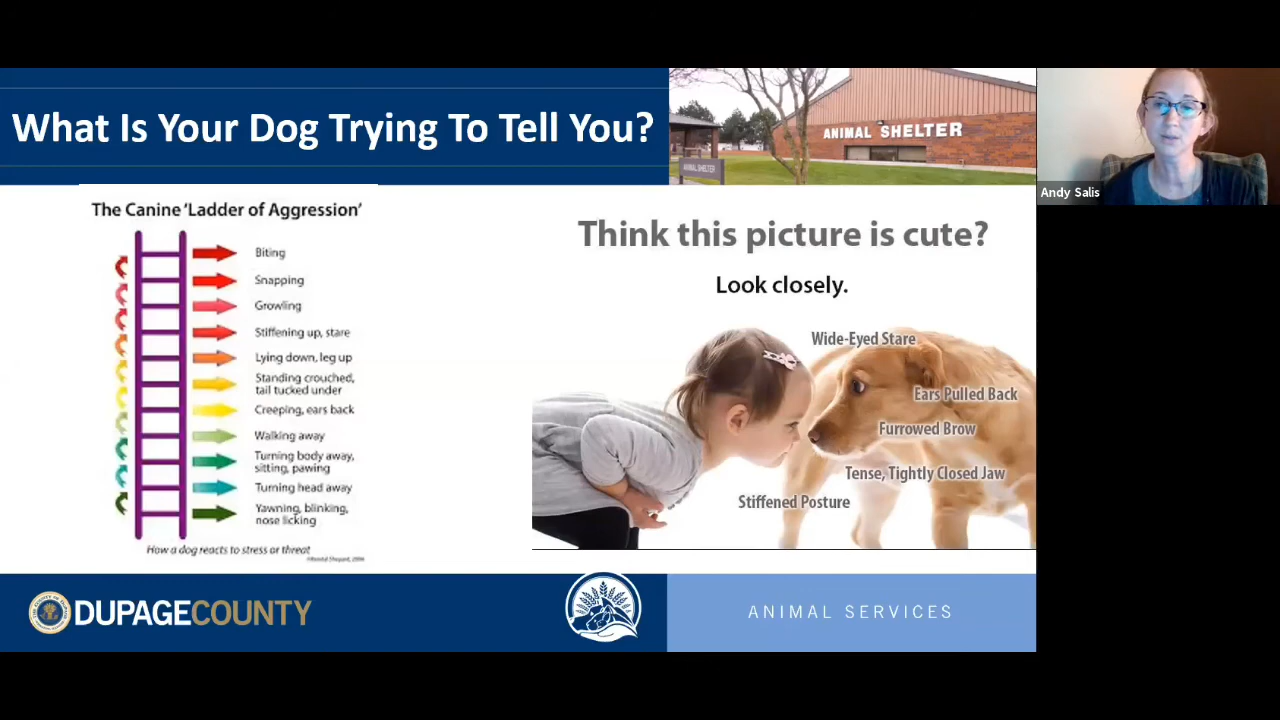 What Is Your Dog Trying To Tell You?
ANIMAL SHELTER
ANIMAL SHELTER
Andy Salis
The Canine 'Ladder of Aggression'
Biting
Snapping
Growling
Stiffening up, stare
Lying down, leg up
Standing crouched,
tail tucked under
Creeping, ears back
Walking away
Turning body away,
sitting, pawing
Turning head away
Yawning, blinking,
nose licking
How a dog reacts to stress or threat
Think this picture is cute?
Look closely.
Wide-Eyed Stare
Ears Pulled Back
Furrowed Brow
Tense, Tightly Closed Jaw
Stiffened Posture
DUPAGECOUNTY
ANIMAL SERVICES